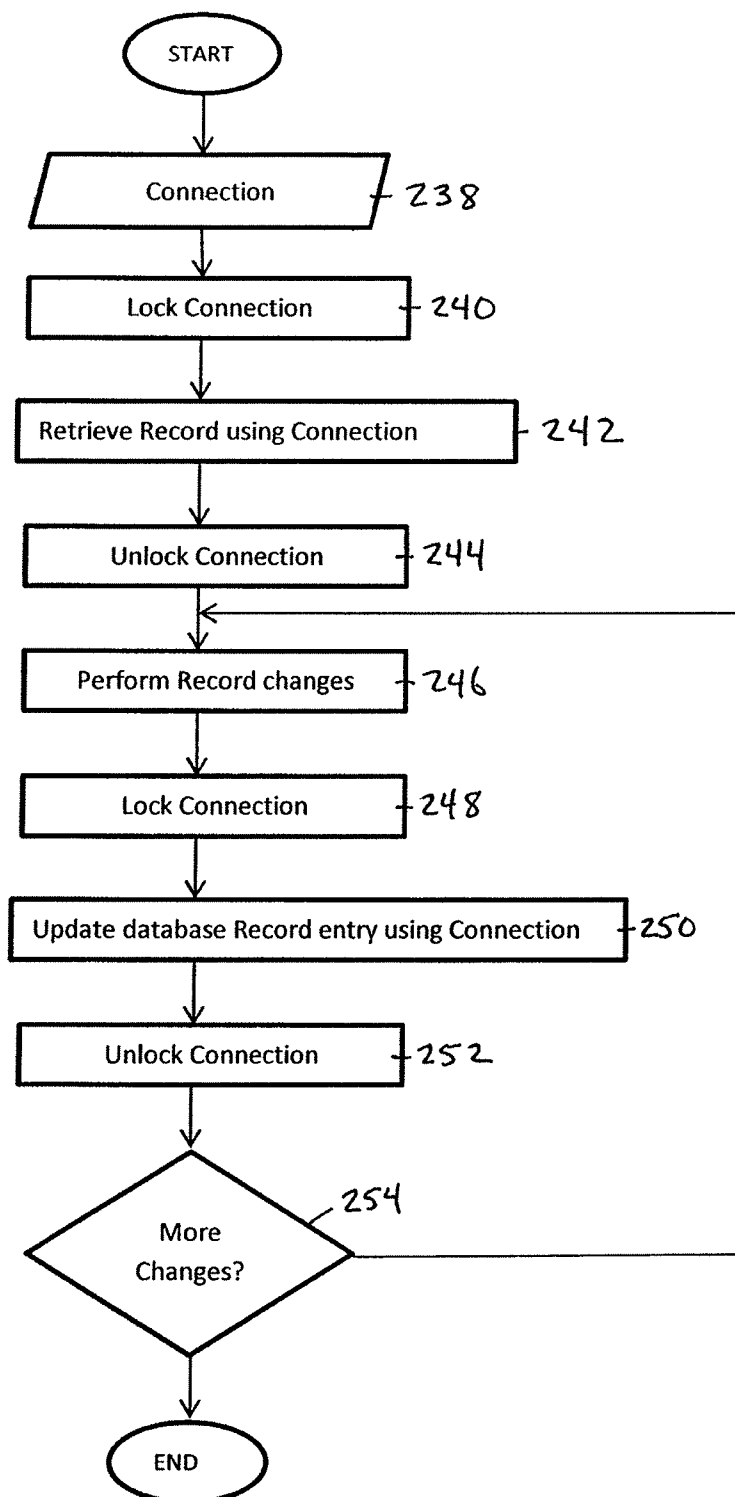 START
Connection 238
Lock Connection 240
Retrieve Record using Connection 242
Unlock Connection 244
Perform Record changes 246
Lock Connection 248
Update database Record entry using Connection 250
Unlock Connection 252
254
More
Changes?
END